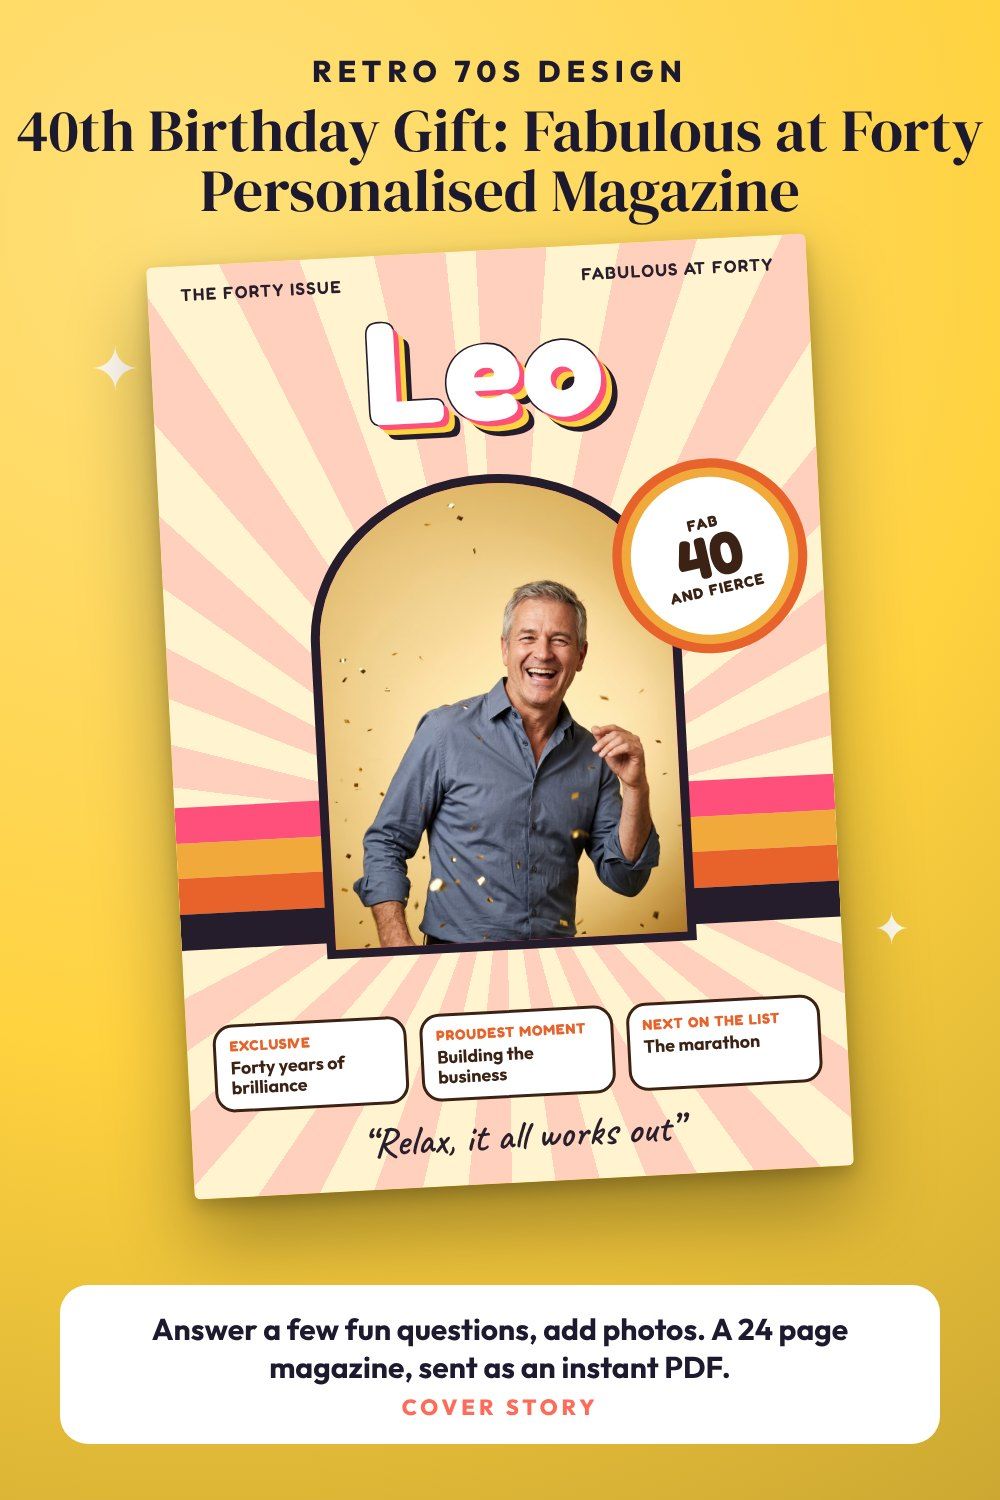 RETRO 70S DESIGN
40th Birthday Gift: Fabulous at Forty
Personalised Magazine
THE FORTY ISSUE
FABULOUS AT FORTY
Leo
FAB
40
AND FIERCE
EXCLUSIVE
Forty years of
brilliance
PROUDEST MOMENT
Building the
business
NEXT ON THE LIST
The marathon
“Relax, it all works out”
Answer a few fun questions, add photos. A 24 page
magazine, sent as an instant PDF.
COVER STORY